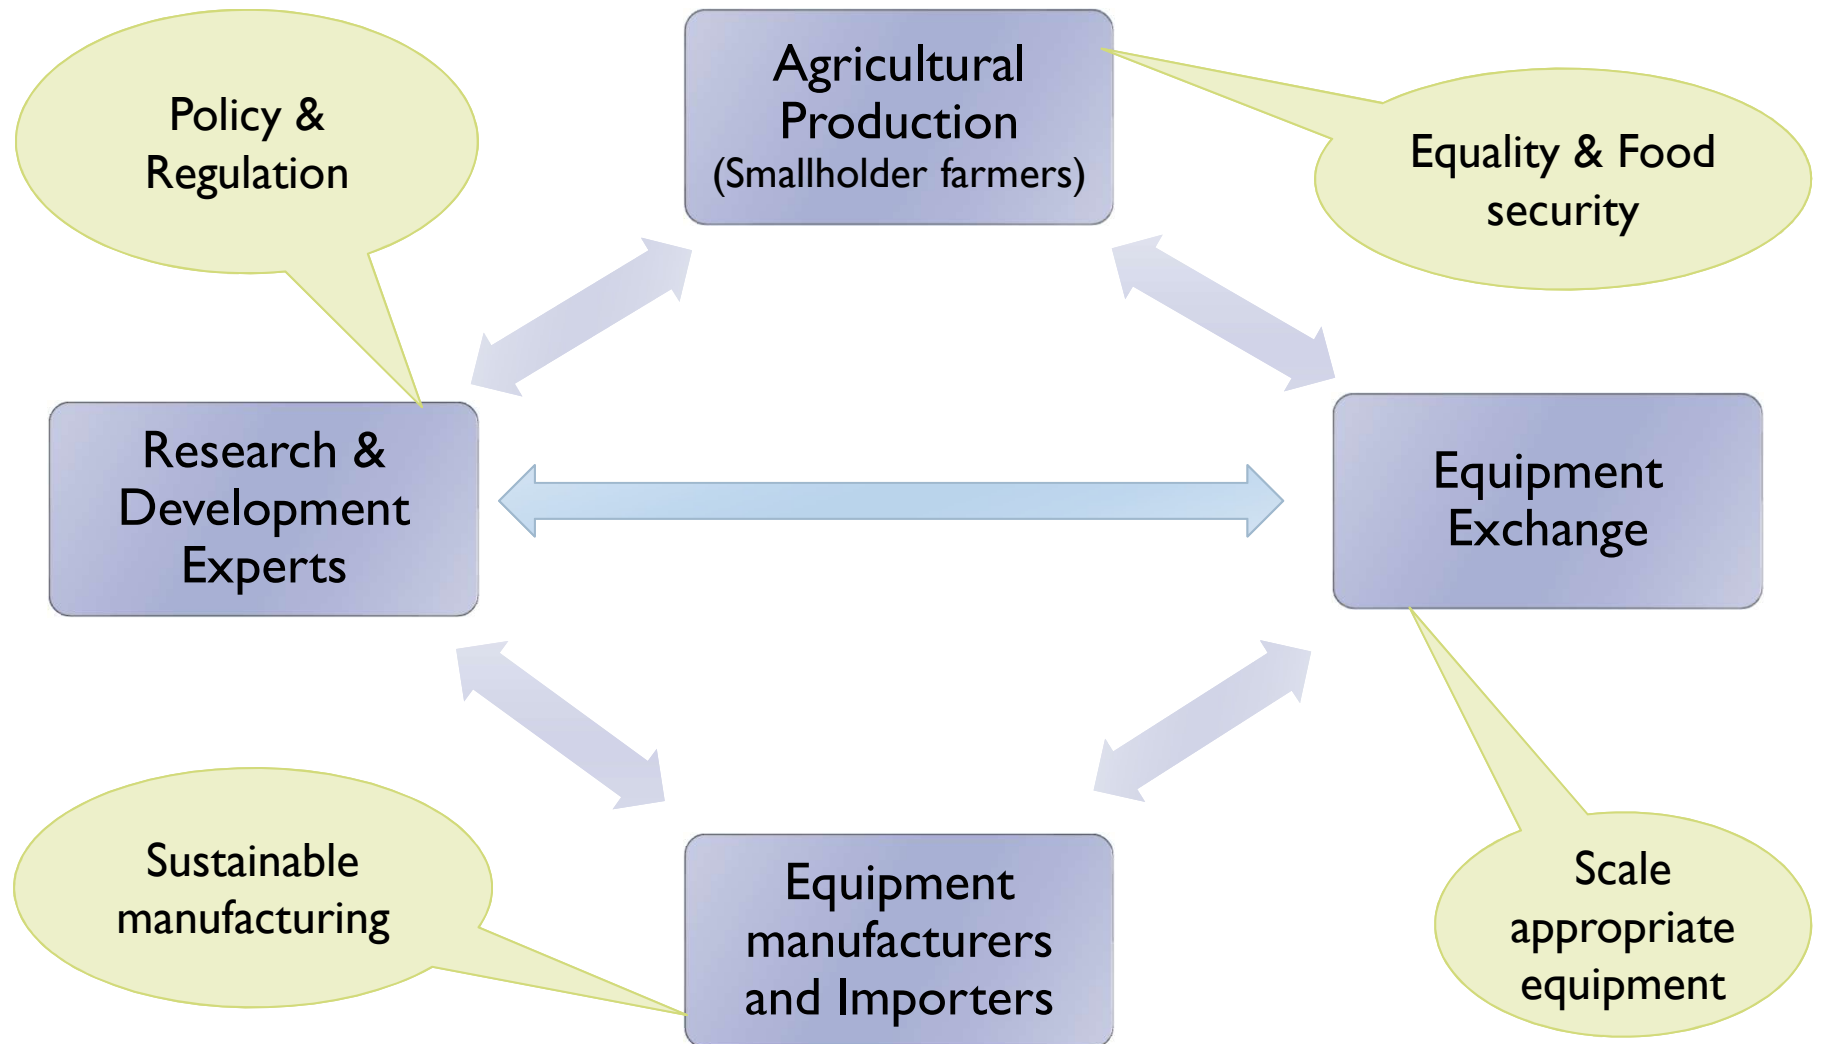 Agricultural
Production
(Smallholder farmers)
Policy &
Regulation
Equality & Food
security
Research &
Development
Experts
Equipment
Exchange
Sustainable
manufacturing
Equipment
manufacturers
and Importers
Scale
appropriate
equipment